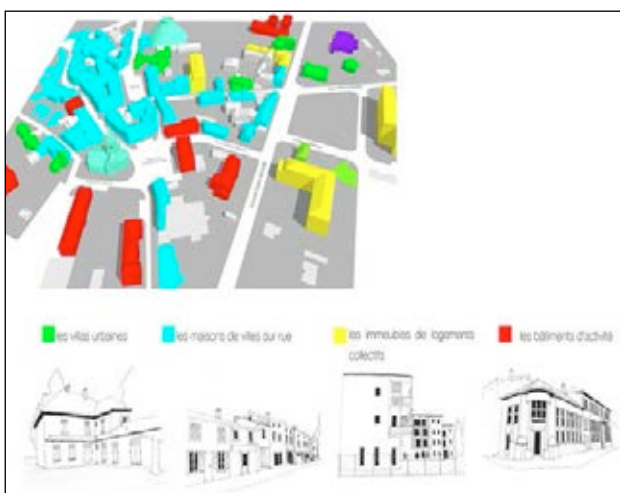 les villas urbaines
les maisons de villes sur rue
les immeubles de logements
collectifs
les bâtiments d'activité